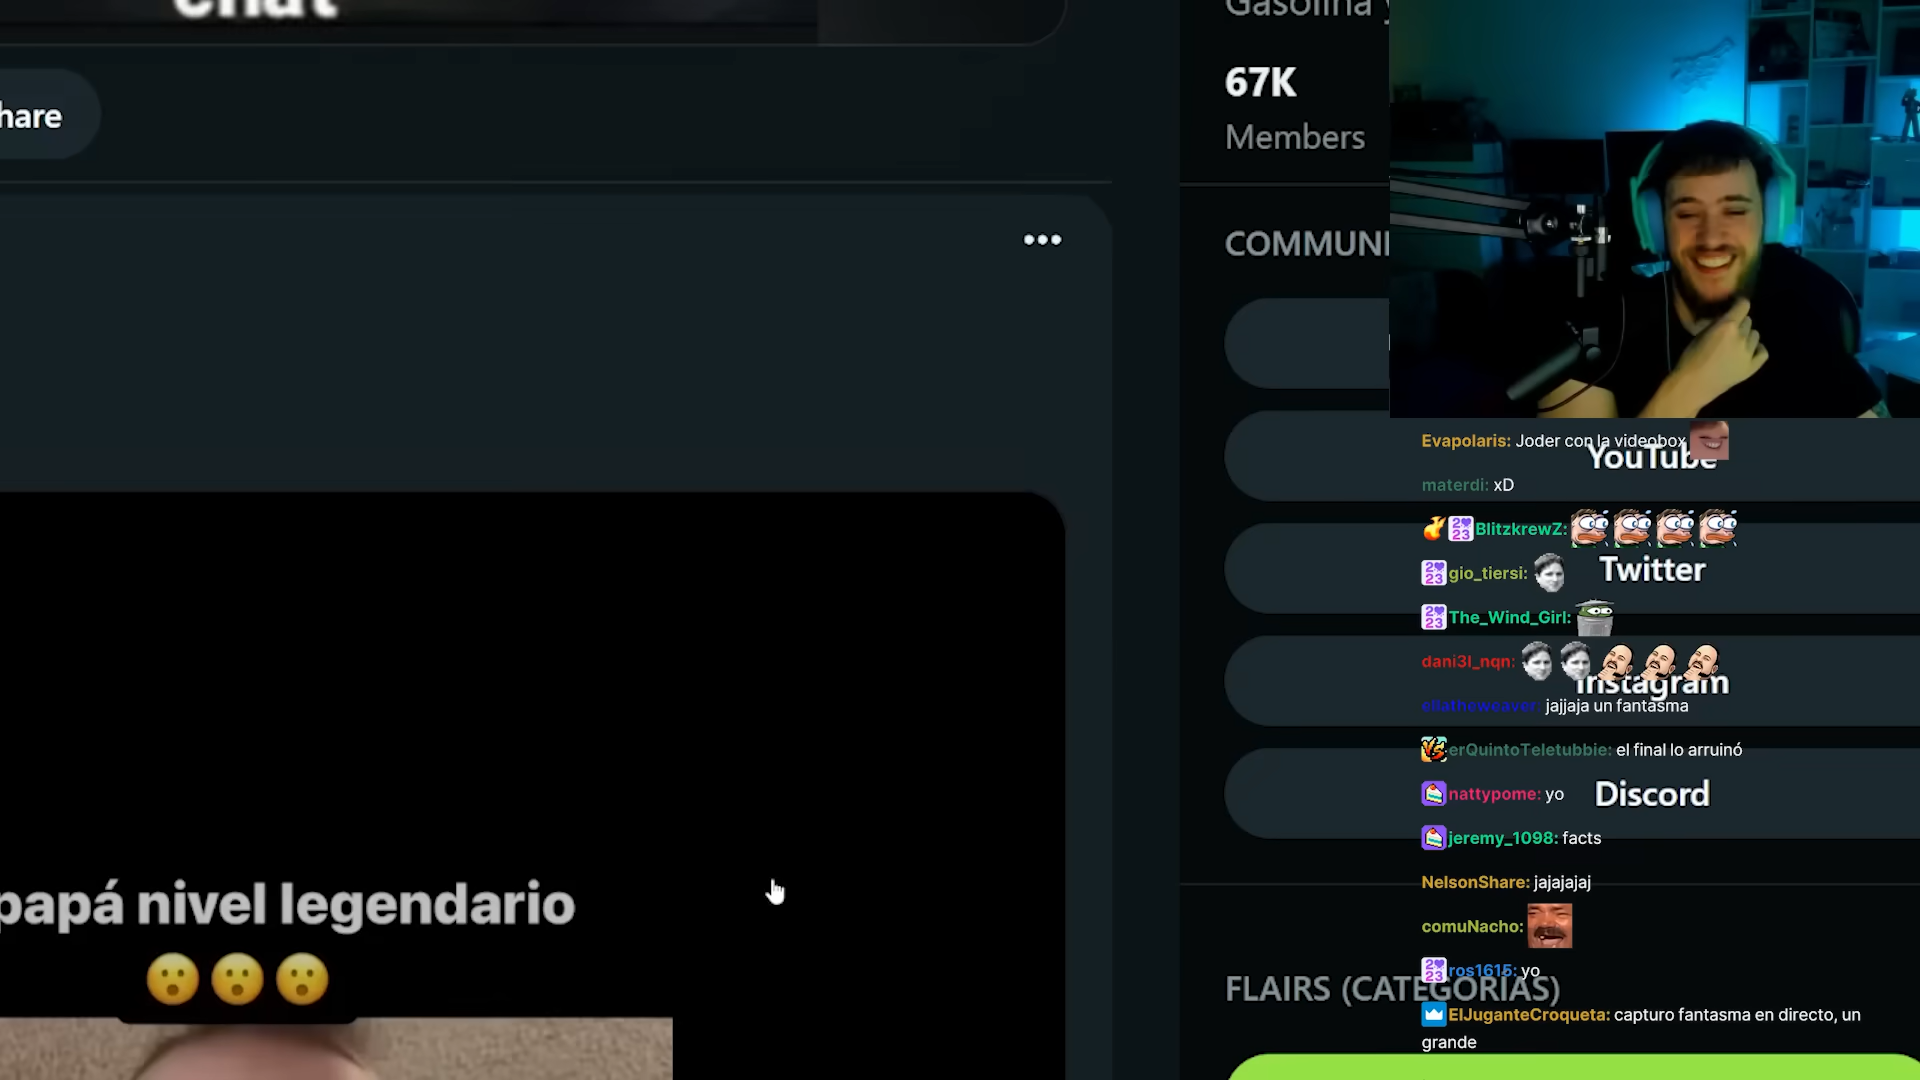 chat
hare
•••
papá nivel legendario
😮😮😮
Gasolina y
67K
Members
COMMUNI
YouTube
Twitter
Instagram
Discord
FLAIRS (CATEGORÍAS)
Evapolaris: Joder con la videobox
materdi: xD
BlitzkrewZ:
gio_tiersi:
The_Wind_Girl:
dani3l_nqn:
ellatheweaver: jajjaja un fantasma
erQuintoTeletubbie: el final lo arruinó
nattypome: yo
jeremy_1098: facts
NelsonShare: jajajajaj
comuNacho:
ros1615: yo
ElJuganteCroqueta: capturo fantasma en directo, un
grande